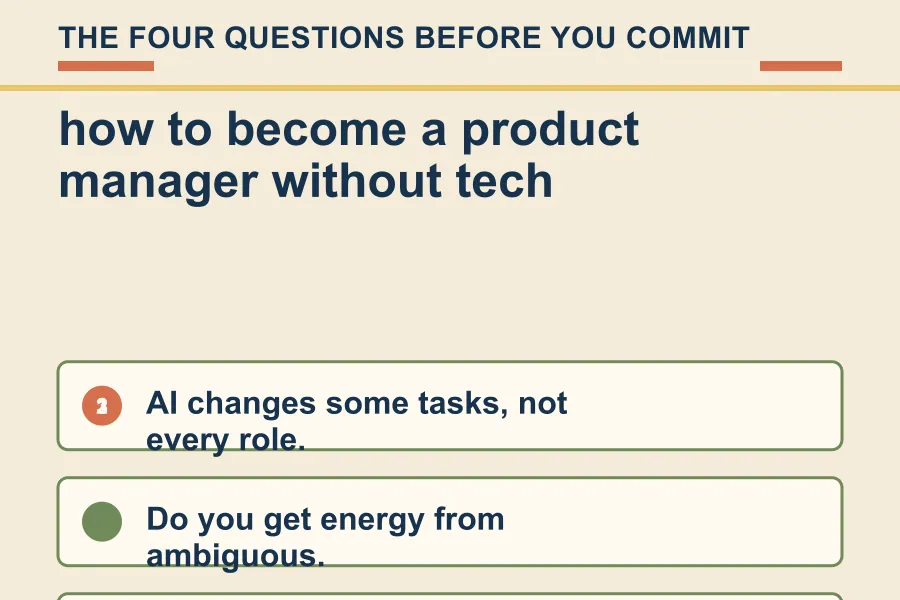 THE FOUR QUESTIONS BEFORE YOU COMMIT
how to become a product
manager without tech
AI changes some tasks, not
every role.
Do you get energy from
ambiguous.